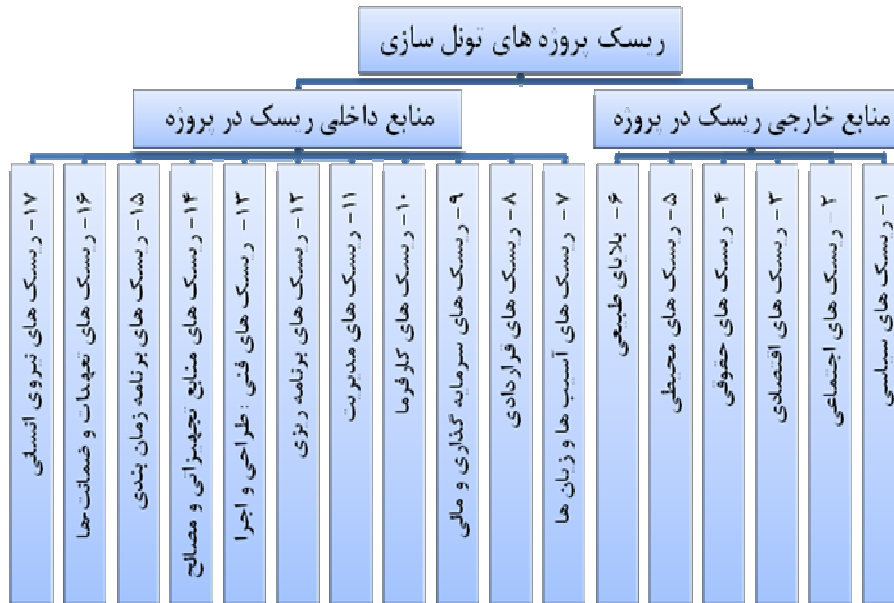 ریسک پروژه های تونل سازی
منابع خارجی ریسک در پروژه
منابع داخلی ریسک در پروژه
۱- ریسک های سیاسی
۲- ریسک های اجتماعی
۳- ریسک های اقتصادی
۴- ریسک های حقوقی
۵- ریسک های محیطی
۶- بلایای طبیعی
۷- ریسک های آسیب ها و زیان ها
۸- ریسک های قراردادی
۹- ریسک های سرمایه گذاری و مالی
۱۰- ریسک های کارفرما
۱۱- ریسک های مدیریت
۱۲- ریسک های برنامه ریزی
۱۳- ریسک های فنی :طراحی و اجرا
۱۴- ریسک های منابع تجهیزاتی و مصالح
۱۵- ریسک های برنامه زمان بندی
۱۶- ریسک های تعهدات و ضمانت ها
۱۷- ریسک های نیروی انسانی